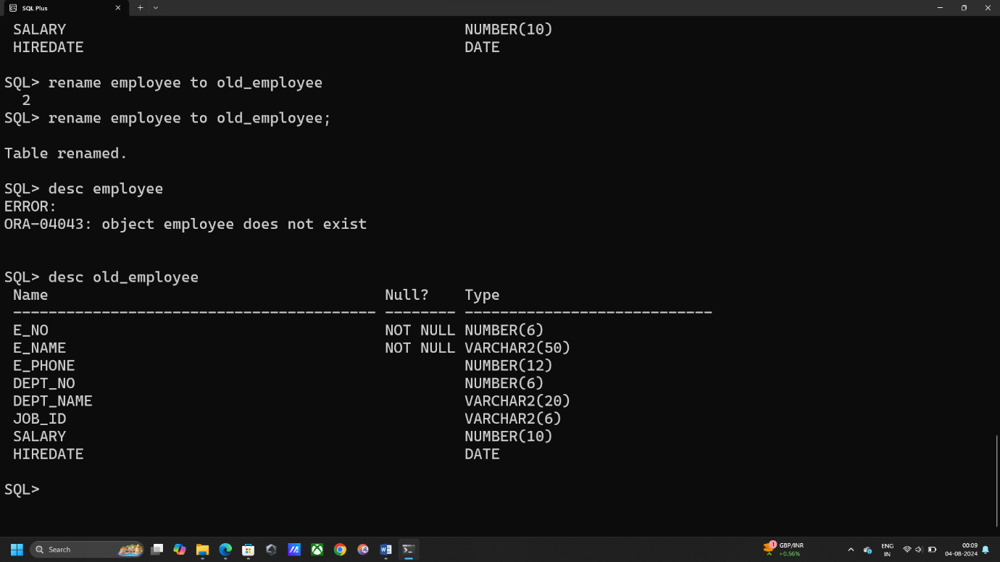 SQL Plus
SALARY NUMBER(10)
HIREDATE DATE
SQL> rename employee to old_employee
2
SQL> rename employee to old_employee;
Table renamed.
SQL> desc employee
ERROR:
ORA-04043: object employee does not exist
SQL> desc old_employee
Name Null? Type
----------------------------------------- -------- ----------------------------
E_NO NOT NULL NUMBER(6)
E_NAME NOT NULL VARCHAR2(50)
E_PHONE NUMBER(12)
DEPT_NO NUMBER(6)
DEPT_NAME VARCHAR2(20)
JOB_ID VARCHAR2(6)
SALARY NUMBER(10)
HIREDATE DATE
SQL>
Search
1
GBP/INR
+0.56%
ENG
IN
00:09
04-08-2024